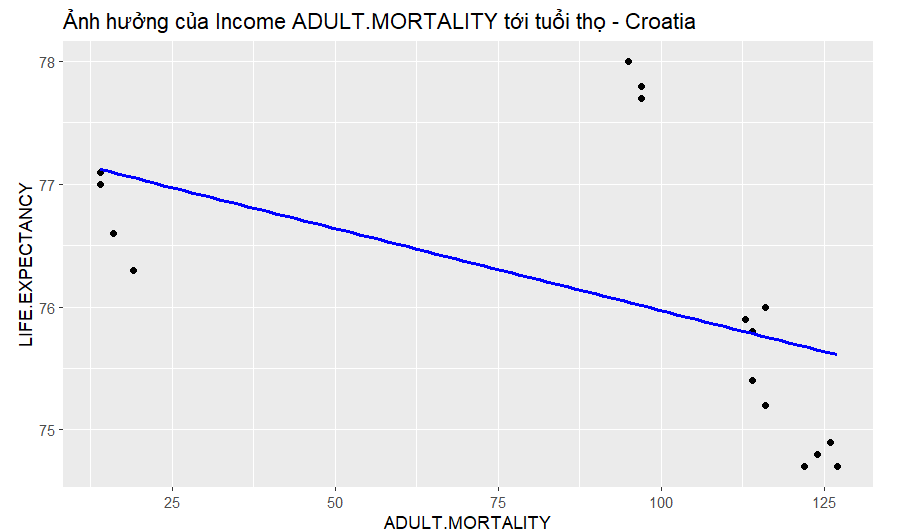 Ảnh hưởng của Income ADULT.MORTALITY tới tuổi thọ - Croatia
78
77
76
75
LIFE.EXPECTANCY
25 50 75 100 125
ADULT.MORTALITY